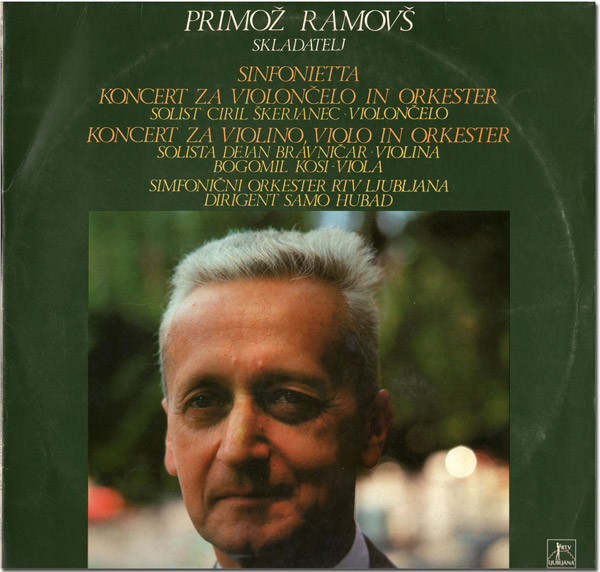 PRIMOŽ RAMOVŠ
SKLADATELJ
SINFONIETTA
KONCERT ZA VIOLONČELO IN ORKESTER
SOLIST CIRIL ŠKERJANEC-VIOLONČELO
KONCERT ZA VIOLINO, VIOLO IN ORKESTER
SOLISTA DEJAN BRAVNIČAR-VIOLINA
BOGOMIL KOSI-VIOLA
SIMFONIČNI ORKESTER RTV LJUBLJANA
DIRIGENT SAMO HUBAD
RTV
LJUBLJANA